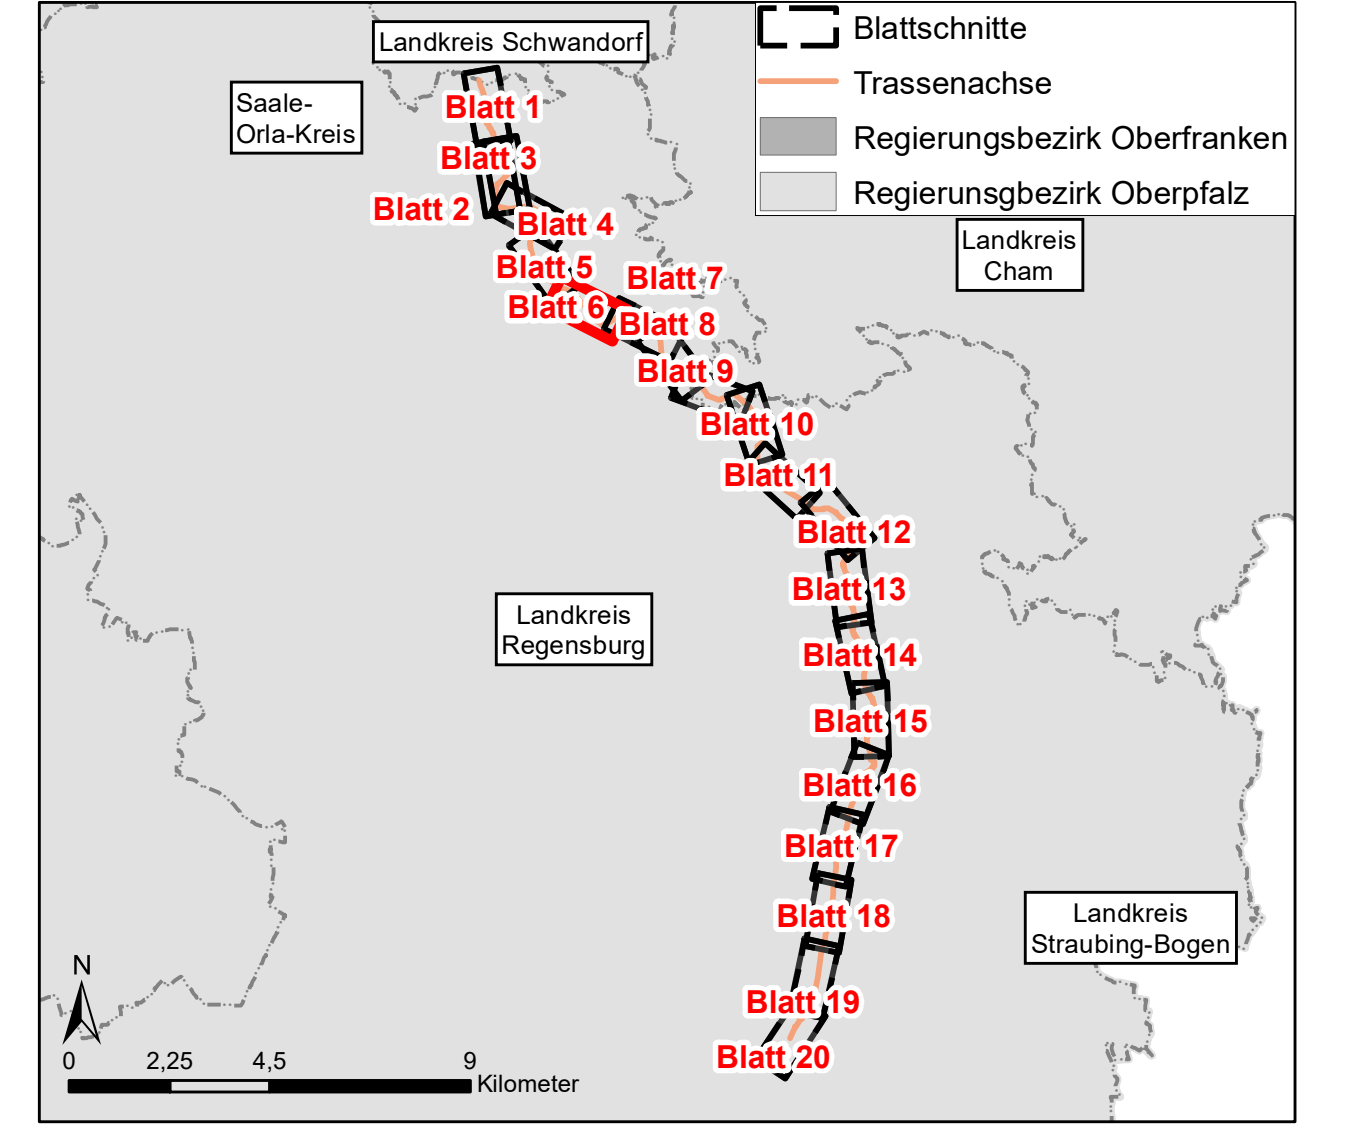 Landkreis Schwandorf
Saale-
Orla-Kreis
Blattschnitte
Trassenachse
Regierungsbezirk Oberfranken
Regierunsgbezirk Oberpfalz
Landkreis
Cham
Blatt 1
Blatt 3
Blatt 2
Blatt 4
Blatt 5
Blatt 7
Blatt 6
Blatt 8
Blatt 9
Blatt 10
Blatt 11
Blatt 12
Blatt 13
Landkreis
Regensburg
Blatt 14
Blatt 15
Blatt 16
Blatt 17
Blatt 18
Landkreis
Straubing-Bogen
Blatt 19
Blatt 20
N
0 2,25 4,5 9
Kilometer